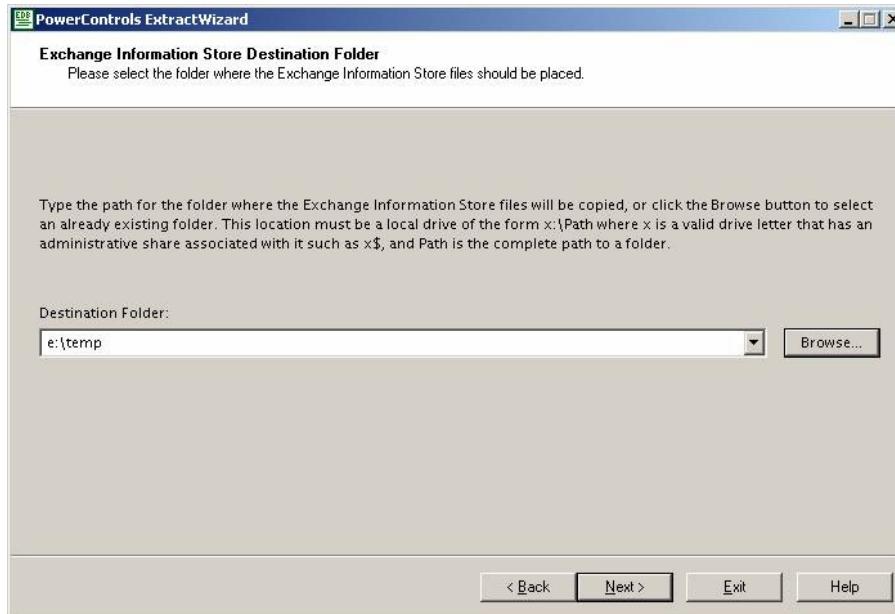 EDB PowerControls ExtractWizard
Exchange Information Store Destination Folder
Please select the folder where the Exchange Information Store files should be placed.
Type the path for the folder where the Exchange Information Store files will be copied, or click the Browse button to select
an already existing folder. This location must be a local drive of the form x:\Path where x is a valid drive letter that has an
administrative share associated with it such as x$, and Path is the complete path to a folder.
Destination Folder:
e:\temp
Browse...
< Back
Next >
Exit
Help